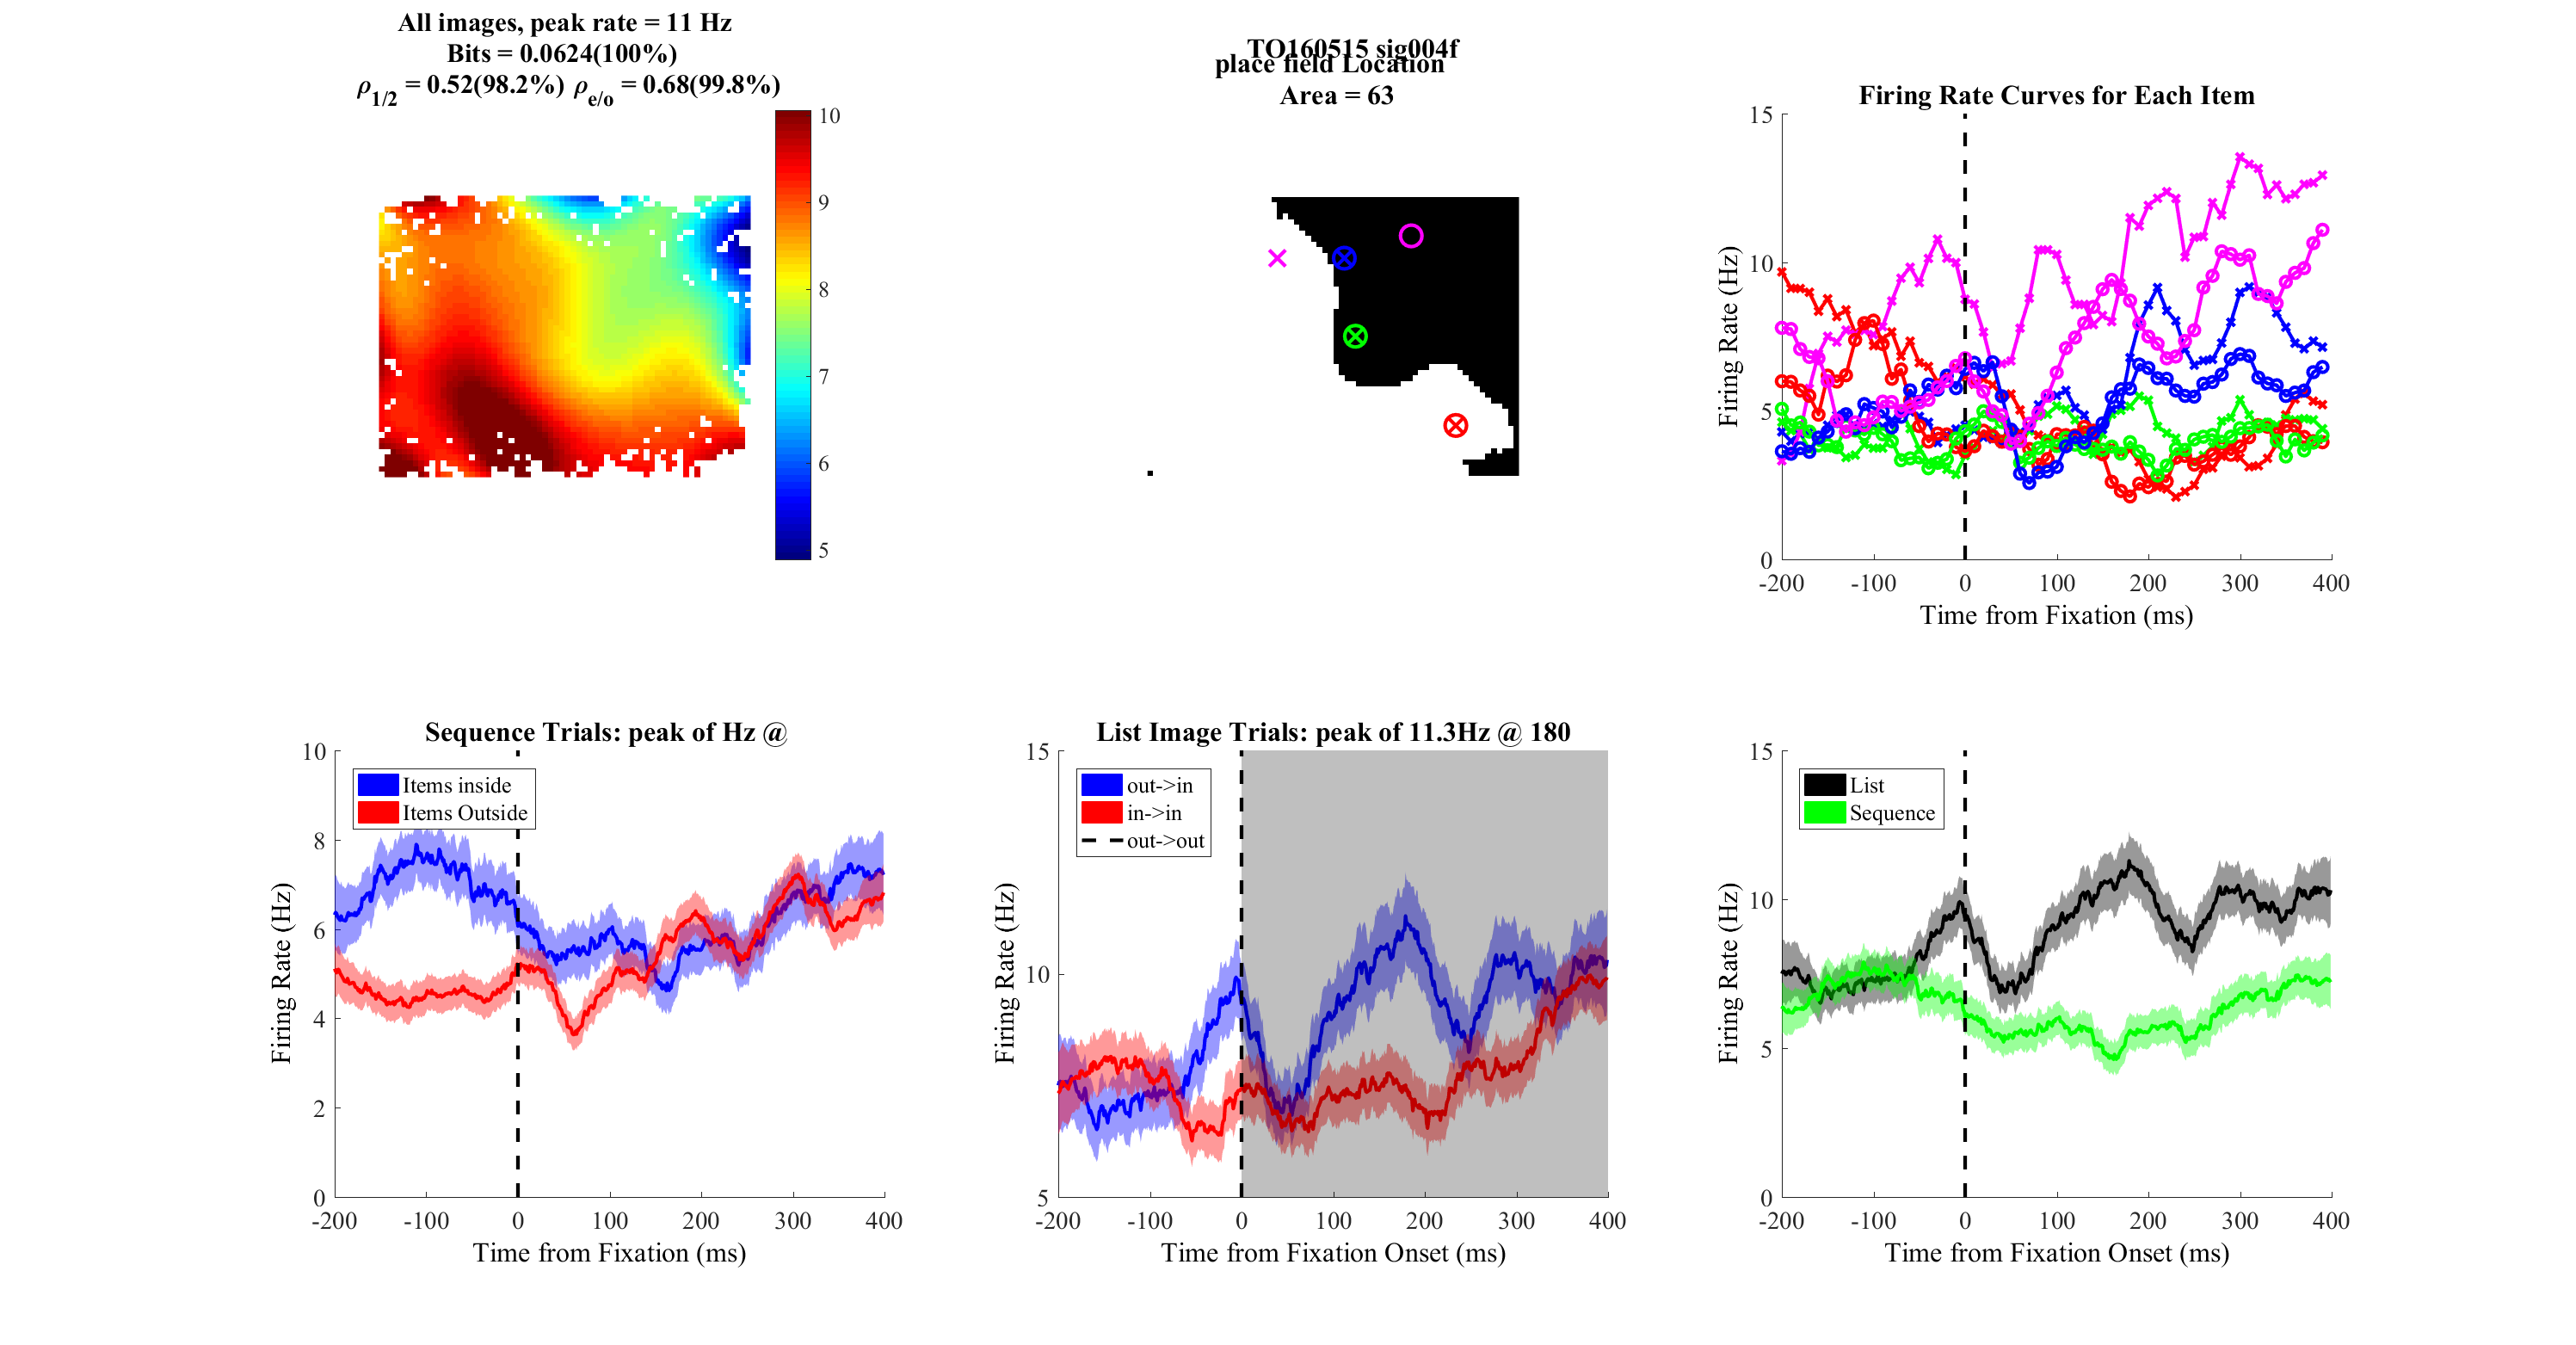 All images, peak rate = 11 Hz
Bits = 0.0624(100%)
ρ1/2 = 0.52(98.2%) ρe/o = 0.68(99.8%)
10
9
8
7
6
5
TO160515 sig004f
place field Location
Area = 63
Firing Rate Curves for Each Item
15
10
5
0
Firing Rate (Hz)
-200 -100 0 100 200 300 400
Time from Fixation (ms)
Sequence Trials: peak of Hz @
10
8
6
4
2
0
Firing Rate (Hz)
Items inside
Items Outside
-200 -100 0 100 200 300 400
Time from Fixation (ms)
List Image Trials: peak of 11.3Hz @ 180
15
10
5
Firing Rate (Hz)
out->in
in->in
out->out
-200 -100 0 100 200 300 400
Time from Fixation Onset (ms)
15
10
5
0
Firing Rate (Hz)
List
Sequence
-200 -100 0 100 200 300 400
Time from Fixation Onset (ms)